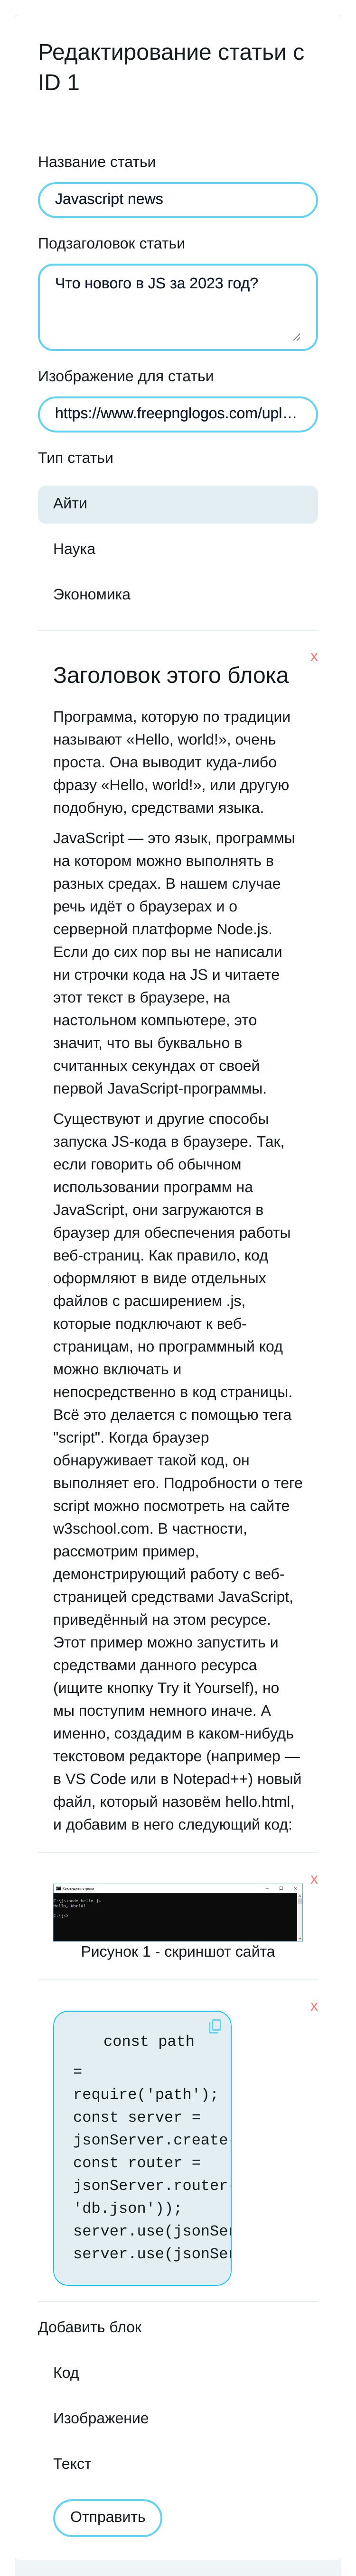 Редактирование статьи с
ID 1
Название статьи
Javascript news
Подзаголовок статьи
Что нового в JS за 2023 год?
Изображение для статьи
https://www.freepnglogos.com/upl…
Тип статьи
Айти
Наука
Экономика
x
Заголовок этого блока
Программа, которую по традиции
называют «Hello, world!», очень
проста. Она выводит куда-либо
фразу «Hello, world!», или другую
подобную, средствами языка.
JavaScript — это язык, программы
на котором можно выполнять в
разных средах. В нашем случае
речь идёт о браузерах и о
серверной платформе Node.js.
Если до сих пор вы не написали
ни строчки кода на JS и читаете
этот текст в браузере, на
настольном компьютере, это
значит, что вы буквально в
считанных секундах от своей
первой JavaScript-программы.
Существуют и другие способы
запуска JS-кода в браузере. Так,
если говорить об обычном
использовании программ на
JavaScript, они загружаются в
браузер для обеспечения работы
веб-страниц. Как правило, код
оформляют в виде отдельных
файлов с расширением .js,
которые подключают к веб-
страницам, но программный код
можно включать и
непосредственно в код страницы.
Всё это делается с помощью тега
"script". Когда браузер
обнаруживает такой код, он
выполняет его. Подробности о теге
script можно посмотреть на сайте
w3school.com. В частности,
рассмотрим пример,
демонстрирующий работу с веб-
страницей средствами JavaScript,
приведённый на этом ресурсе.
Этот пример можно запустить и
средствами данного ресурса
(ищите кнопку Try it Yourself), но
мы поступим немного иначе. А
именно, создадим в каком-нибудь
текстовом редакторе (например —
в VS Code или в Notepad++) новый
файл, который назовём hello.html,
и добавим в него следующий код:
x
Командная строка
C:\js>node hello.js
Hello, World!
C:\js>
Рисунок 1 - скриншот сайта
x
const path
=
require('path');
const server =
jsonServer.create
const router =
jsonServer.router
'db.json'));
server.use(jsonSer
server.use(jsonSer
Добавить блок
Код
Изображение
Текст
Отправить